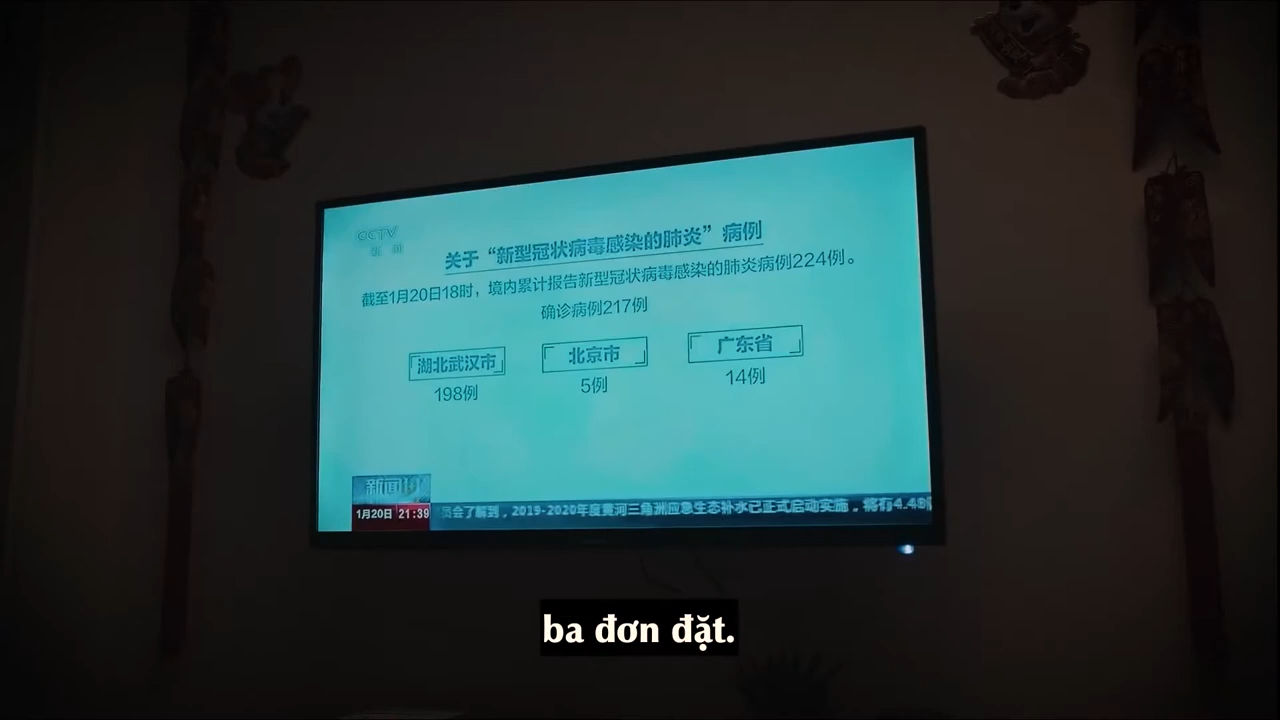 CCTV
新闻
关于“新型冠状病毒感染的肺炎”病例
截至1月20日18时，境内累计报告新型冠状病毒感染的肺炎病例224例。
确诊病例217例
湖北武汉市 北京市 广东省
198例 5例 14例
新闻
1月20日 21:39 员会了解到，2019-2020年度黄河三角洲应急生态补水已正式启动实施，将有4.48
ba đơn đặt.